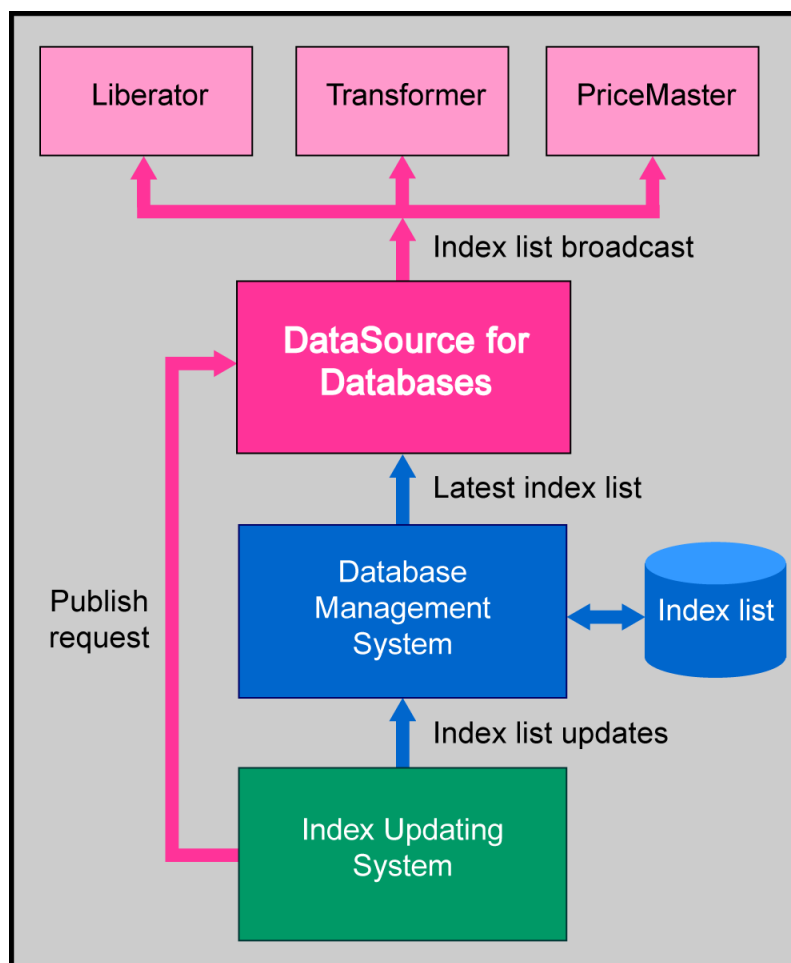 Liberator
Transformer
PriceMaster
Index list broadcast
DataSource for
Databases
Latest index list
Database
Management
System
Index list
Publish
request
Index list updates
Index Updating
System